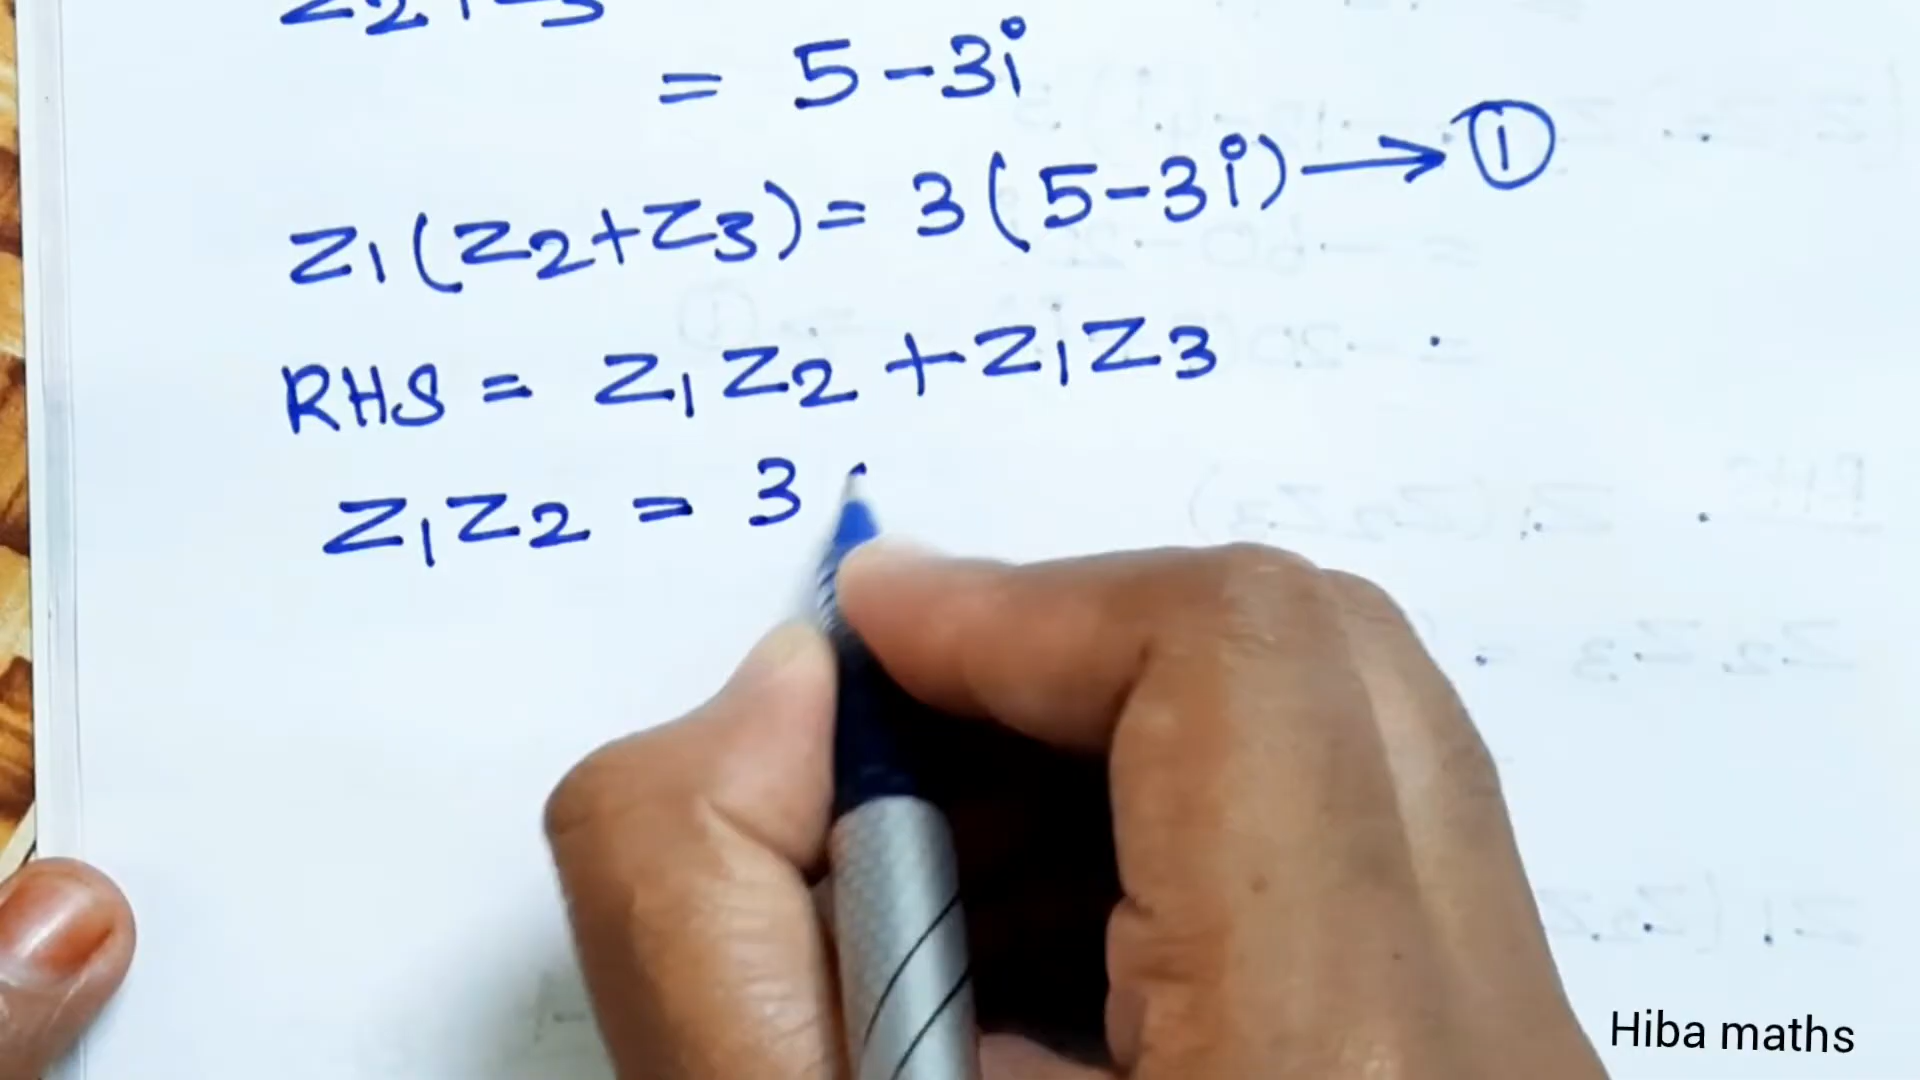 = 5-3i
z₁(z₂+z₃) = 3(5-3i) → ①
RHS = z₁z₂ + z₁z₃
z₁z₂ = 3
Hiba maths